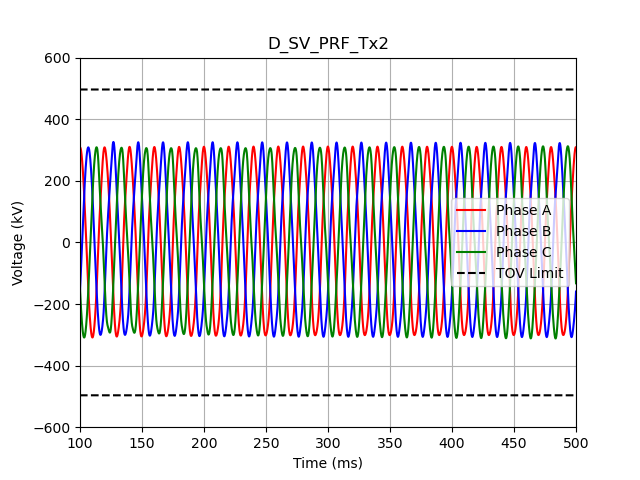 D_SV_PRF_Tx2
600
400
200
0
−200
−400
−600
Voltage (kV)
Phase A
Phase B
Phase C
TOV Limit
100 150 200 250 300 350 400 450 500
Time (ms)